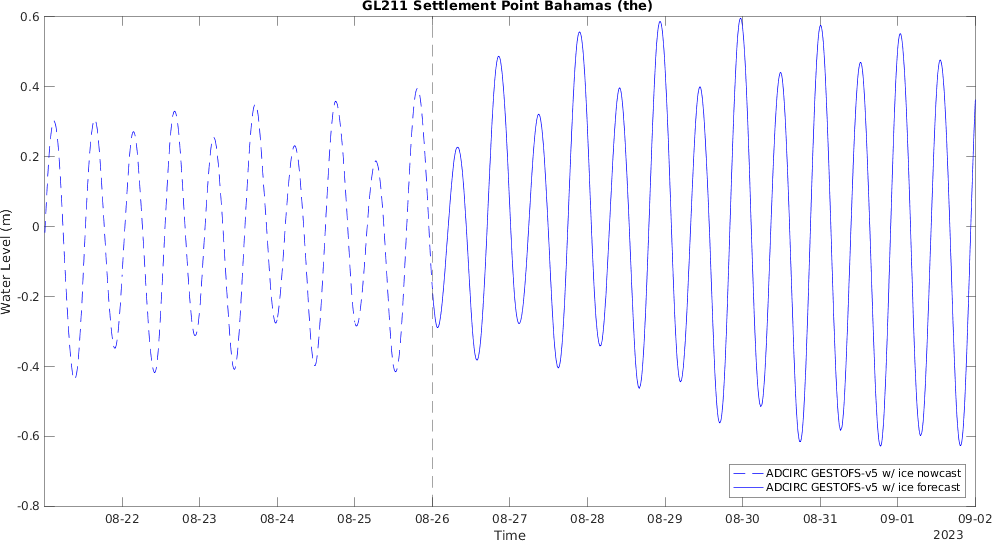 GL211 Settlement Point Bahamas (the)
0.6
0.4
0.2
0
-0.2
-0.4
-0.6
-0.8
Water Level (m)
ADCIRC GESTOFS-v5 w/ ice nowcast
ADCIRC GESTOFS-v5 w/ ice forecast
08-22 08-23 08-24 08-25 08-26 08-27 08-28 08-29 08-30 08-31 09-01 09-02
Time
2023